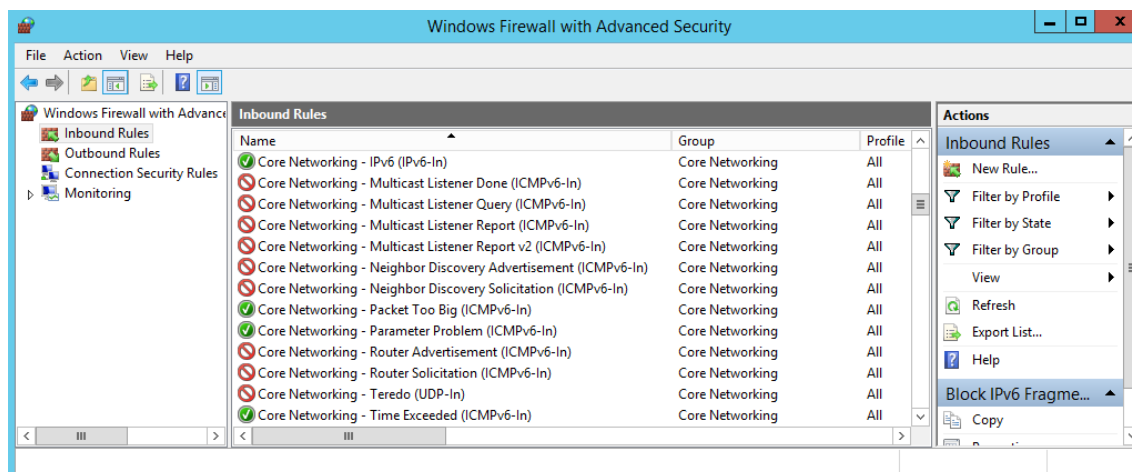 Windows Firewall with Advanced Security
File Action View Help
Windows Firewall with Advance
Inbound Rules
Outbound Rules
Connection Security Rules
Monitoring
Inbound Rules
Name Group Profile
Core Networking - IPv6 (IPv6-In) Core Networking All
Core Networking - Multicast Listener Done (ICMPv6-In) Core Networking All
Core Networking - Multicast Listener Query (ICMPv6-In) Core Networking All
Core Networking - Multicast Listener Report (ICMPv6-In) Core Networking All
Core Networking - Multicast Listener Report v2 (ICMPv6-In) Core Networking All
Core Networking - Neighbor Discovery Advertisement (ICMPv6-In) Core Networking All
Core Networking - Neighbor Discovery Solicitation (ICMPv6-In) Core Networking All
Core Networking - Packet Too Big (ICMPv6-In) Core Networking All
Core Networking - Parameter Problem (ICMPv6-In) Core Networking All
Core Networking - Router Advertisement (ICMPv6-In) Core Networking All
Core Networking - Router Solicitation (ICMPv6-In) Core Networking All
Core Networking - Teredo (UDP-In) Core Networking All
Core Networking - Time Exceeded (ICMPv6-In) Core Networking All
Actions
Inbound Rules
New Rule...
Filter by Profile
Filter by State
Filter by Group
View
Refresh
Export List...
Help
Block IPv6 Fragme...
Copy